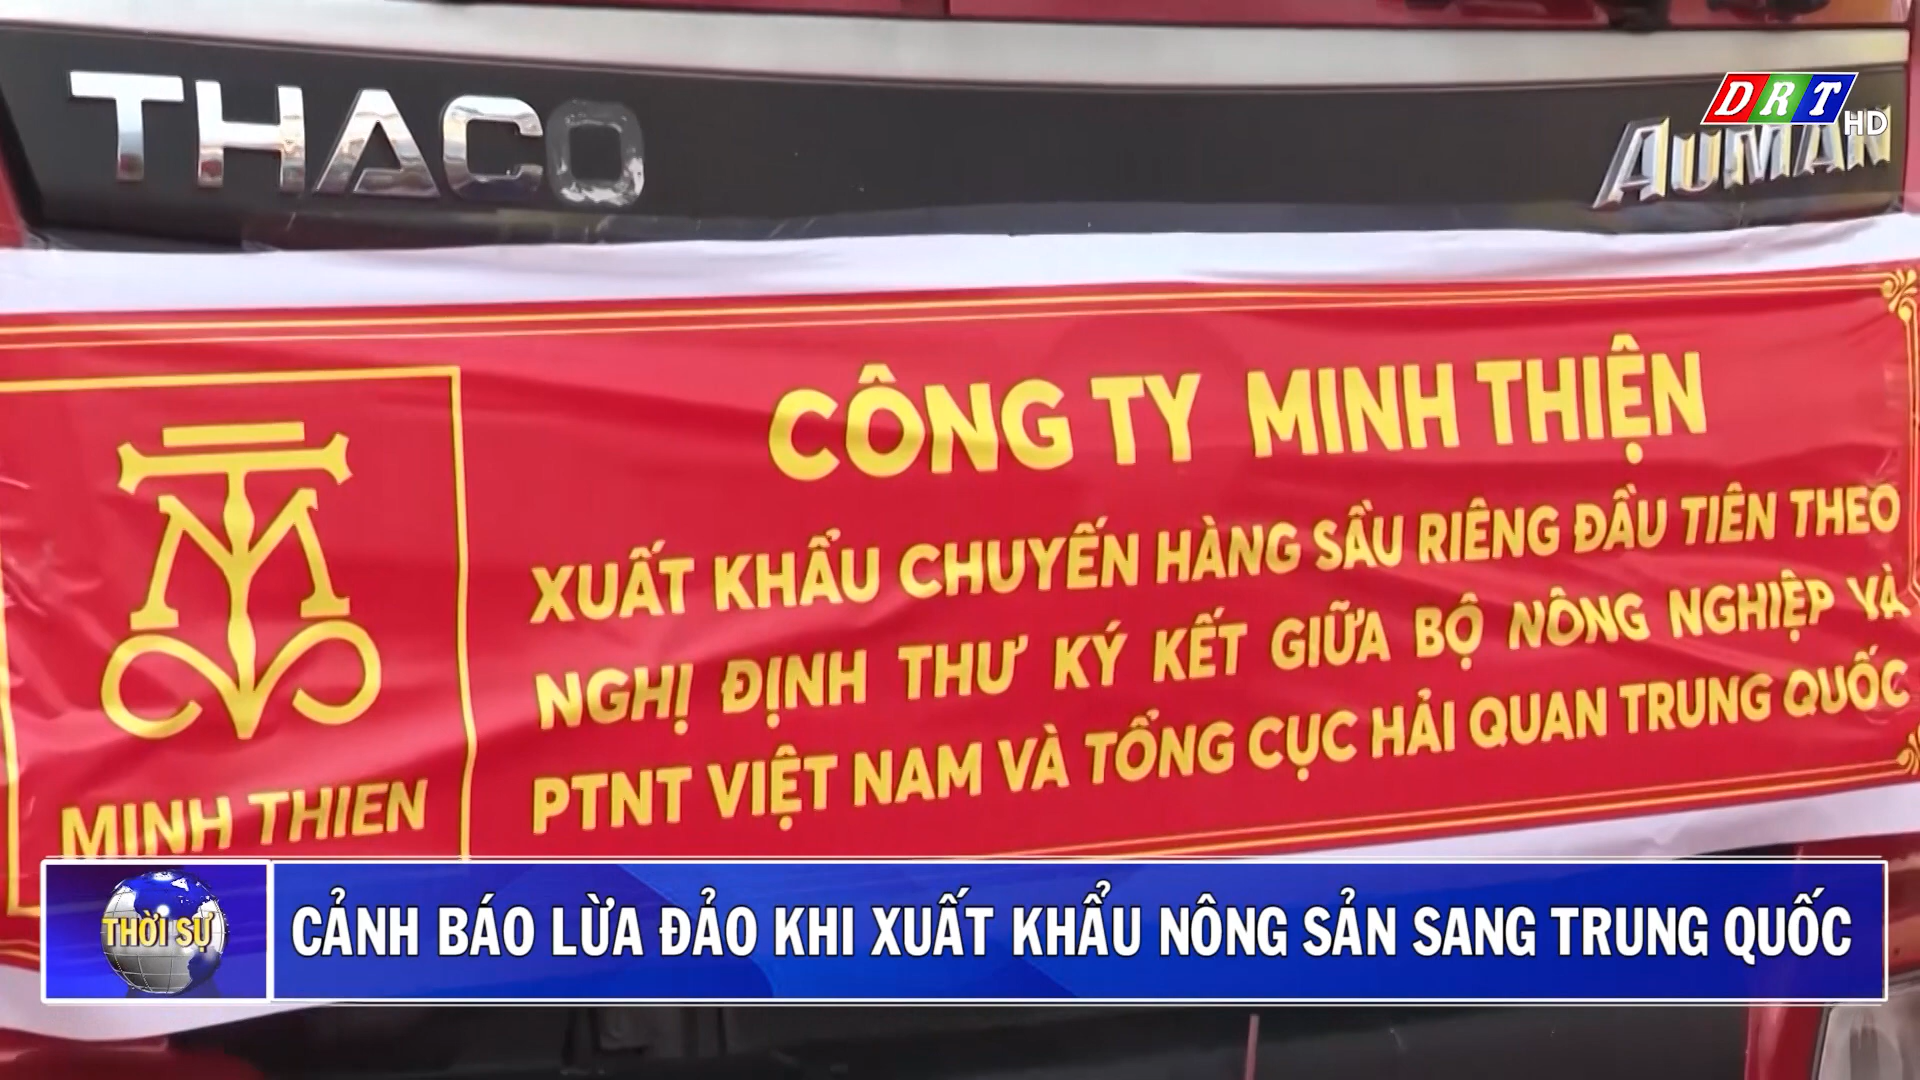 THACO
AUMAN
DRT HD
CÔNG TY MINH THIỆN
XUẤT KHẨU CHUYẾN HÀNG SẦU RIÊNG ĐẦU TIÊN THEO
NGHỊ ĐỊNH THƯ KÝ KẾT GIỮA BỘ NÔNG NGHIỆP VÀ
PTNT VIỆT NAM VÀ TỔNG CỤC HẢI QUAN TRUNG QUỐC
MINH THIEN
THỜI SỰ
CẢNH BÁO LỪA ĐẢO KHI XUẤT KHẨU NÔNG SẢN SANG TRUNG QUỐC